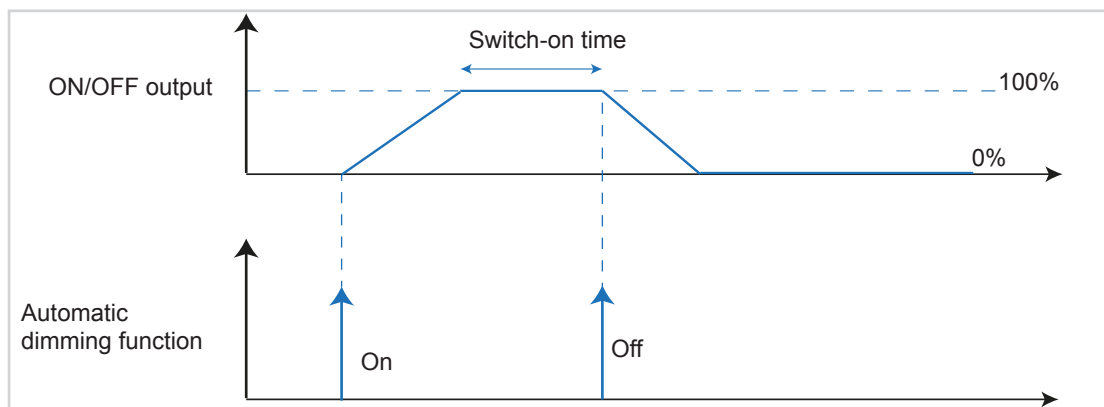 Switch-on time
ON/OFF output
100%
0%
Automatic
dimming function
On
Off